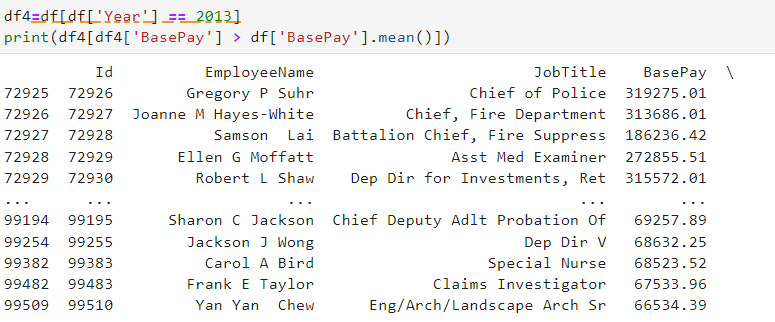 df4=df[df['Year'] == 2013]
print(df4[df4['BasePay'] > df['BasePay'].mean()])
Id EmployeeName JobTitle BasePay \
72925 72926 Gregory P Suhr Chief of Police 319275.01
72926 72927 Joanne M Hayes-White Chief, Fire Department 313686.01
72927 72928 Samson  Lai Battalion Chief, Fire Suppress 186236.42
72928 72929 Ellen G Moffatt Asst Med Examiner 272855.51
72929 72930 Robert L Shaw Dep Dir for Investments, Ret 315572.01
... ... ... ... ...
99194 99195 Sharon C Jackson Chief Deputy Adlt Probation Of 69257.89
99254 99255 Jackson J Wong Dep Dir V 68632.25
99382 99383 Carol A Bird Special Nurse 68523.52
99482 99483 Frank E Taylor Claims Investigator 67533.96
99509 99510 Yan Yan  Chew Eng/Arch/Landscape Arch Sr 66534.39